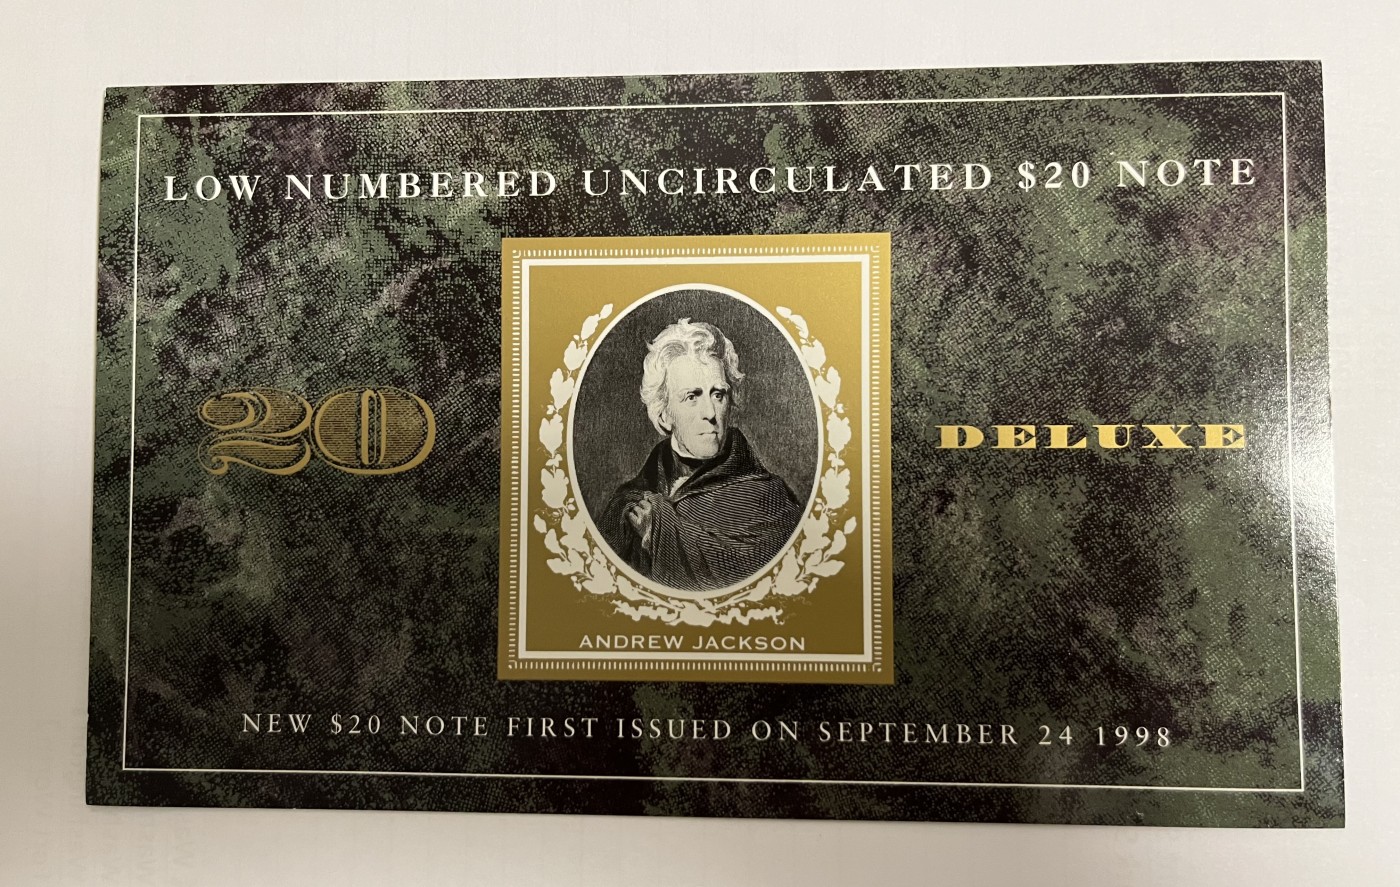 LOW NUMBERED UNCIRCULATED $20 NOTE
20
DELUXE
ANDREW JACKSON
NEW $20 NOTE FIRST ISSUED ON SEPTEMBER 24 1998